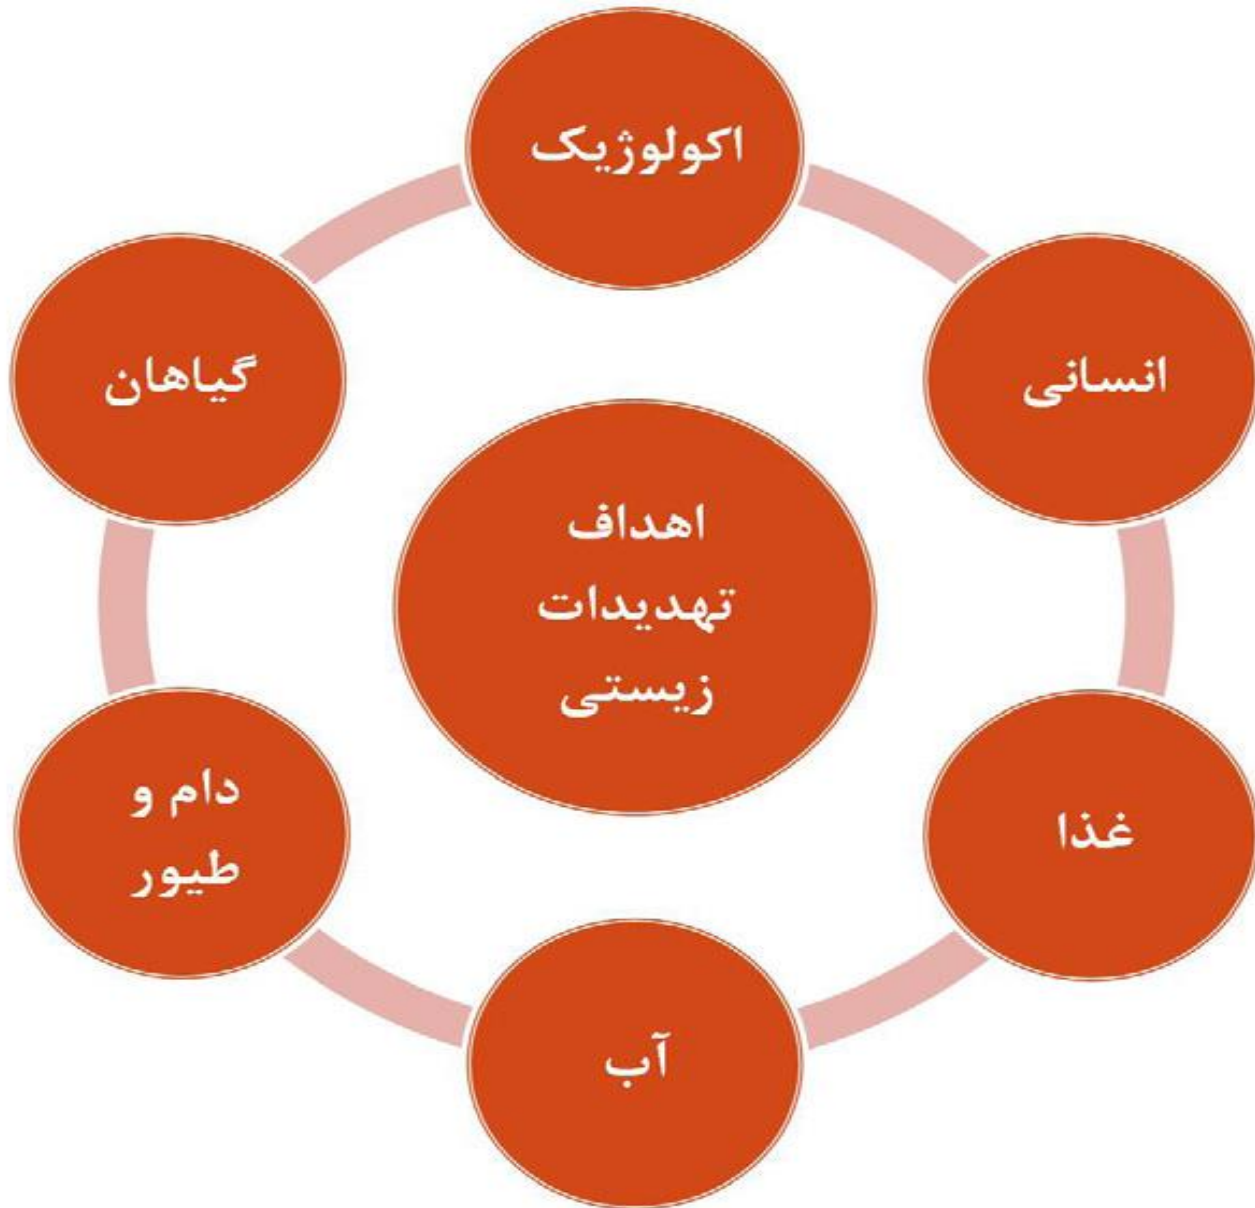 اکولوژیک
انسانی
غذا
آب
دام و
طیور
گیاهان
اهداف
تهدیدات
زیستی